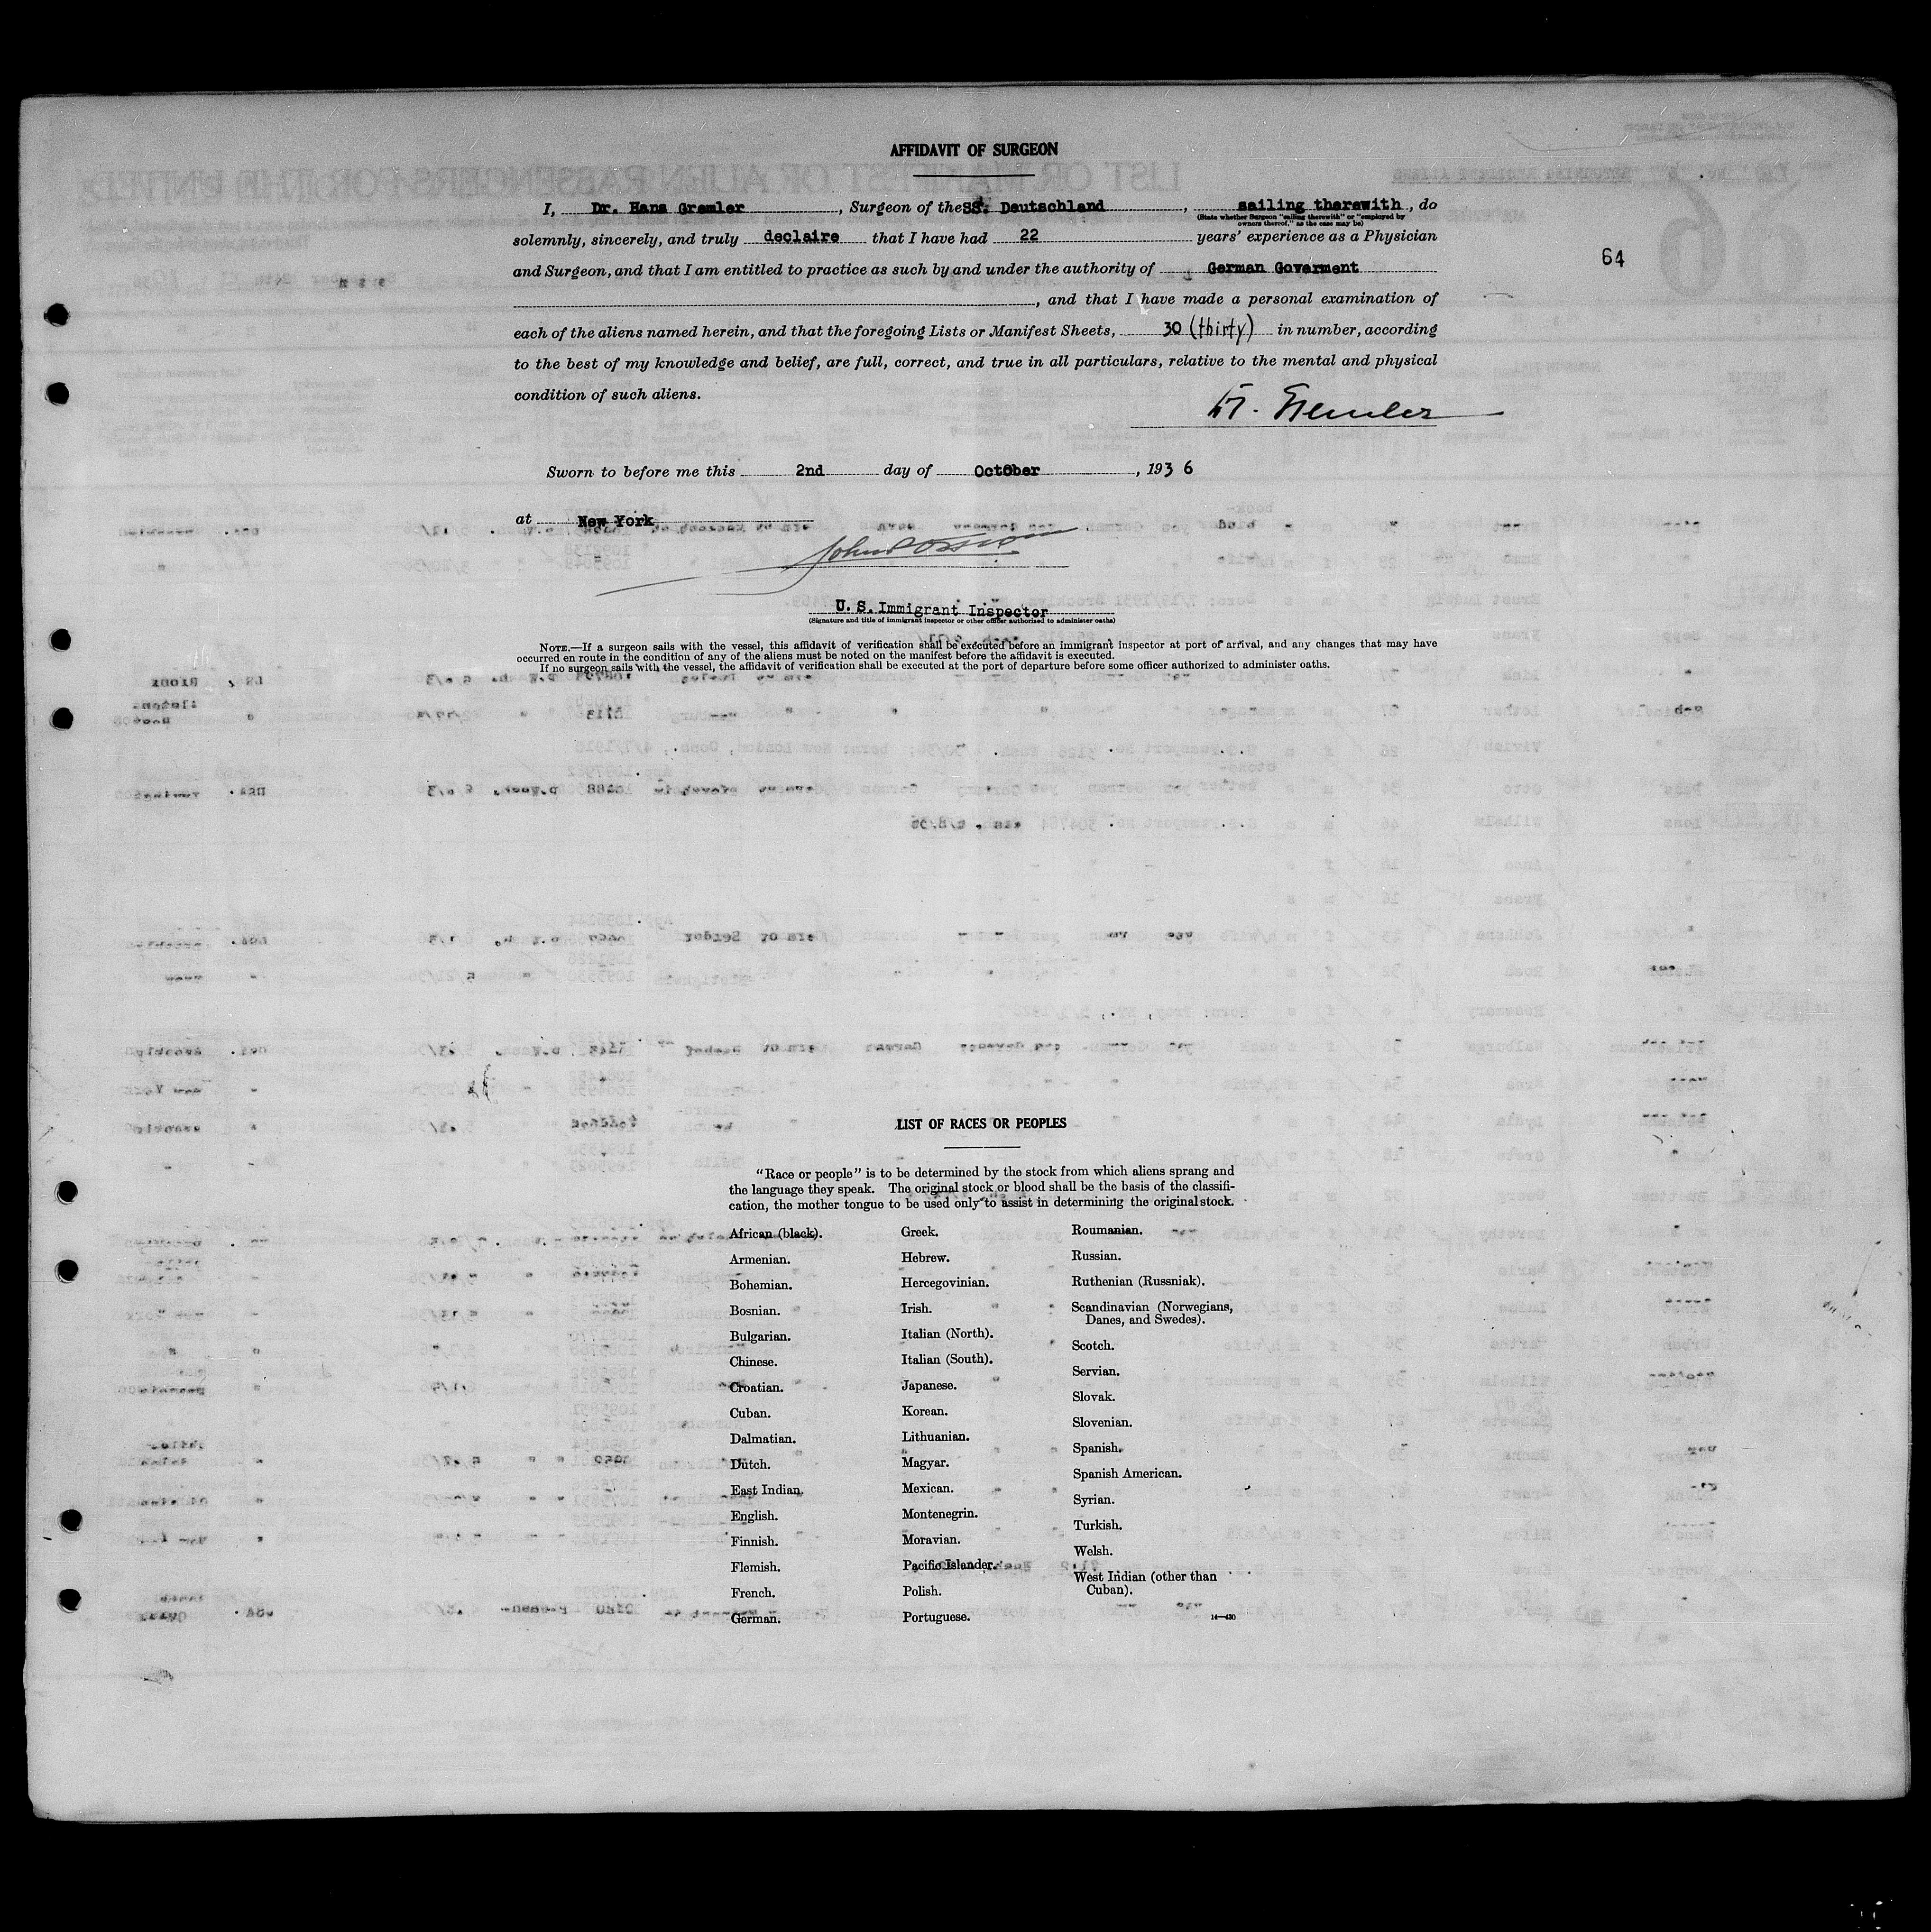 AFFIDAVIT OF SURGEON
I, Dr. Hans Gremler, Surgeon of the SS. Deutschland, sailing therewith, do
(State whether Surgeon "sailing therewith" or "employed by
owners thereof," as the case may be)
solemnly, sincerely, and truly declaire that I have had 22 years' experience as a Physician
64
and Surgeon, and that I am entitled to practice as such by and under the authority of German Goverment
, and that I have made a personal examination of
each of the aliens named herein, and that the foregoing Lists or Manifest Sheets, 30 (thirty) in number, according
to the best of my knowledge and belief, are full, correct, and true in all particulars, relative to the mental and physical
condition of such aliens.
Sworn to before me this 2nd day of October, 1936
at New York
U. S. Immigrant Inspector
(Signature and title of immigrant inspector or other officer authorized to administer oaths)
NOTE.—If a surgeon sails with the vessel, this affidavit of verification shall be executed before an immigrant inspector at port of arrival, and any changes that may have
occurred en route in the condition of any of the aliens must be noted on the manifest before the affidavit is executed.
If no surgeon sails with the vessel, the affidavit of verification shall be executed at the port of departure before some officer authorized to administer oaths.
LIST OF RACES OR PEOPLES
"Race or people" is to be determined by the stock from which aliens sprang and
the language they speak. The original stock or blood shall be the basis of the classifi-
cation, the mother tongue to be used only to assist in determining the original stock.
African (black).
Armenian.
Bohemian.
Bosnian.
Bulgarian.
Chinese.
Croatian.
Cuban.
Dalmatian.
Dutch.
East Indian.
English.
Finnish.
Flemish.
French.
German.
Greek.
Hebrew.
Hercegovinian.
Irish.
Italian (North).
Italian (South).
Japanese.
Korean.
Lithuanian.
Magyar.
Mexican.
Montenegrin.
Moravian.
Pacific Islander.
Polish.
Portuguese.
Roumanian.
Russian.
Ruthenian (Russniak).
Scandinavian (Norwegians,
Danes, and Swedes).
Scotch.
Servian.
Slovak.
Slovenian.
Spanish.
Spanish American.
Syrian.
Turkish.
Welsh.
West Indian (other than
Cuban).
14—430